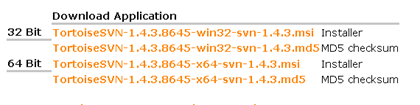 Download Application
32 Bit TortoiseSVN-1.4.3.8645-win32-svn-1.4.3.msi Installer
TortoiseSVN-1.4.3.8645-win32-svn-1.4.3.md5 MD5 checksum
64 Bit TortoiseSVN-1.4.3.8645-x64-svn-1.4.3.msi Installer
TortoiseSVN-1.4.3.8645-x64-svn-1.4.3.md5 MD5 checksum